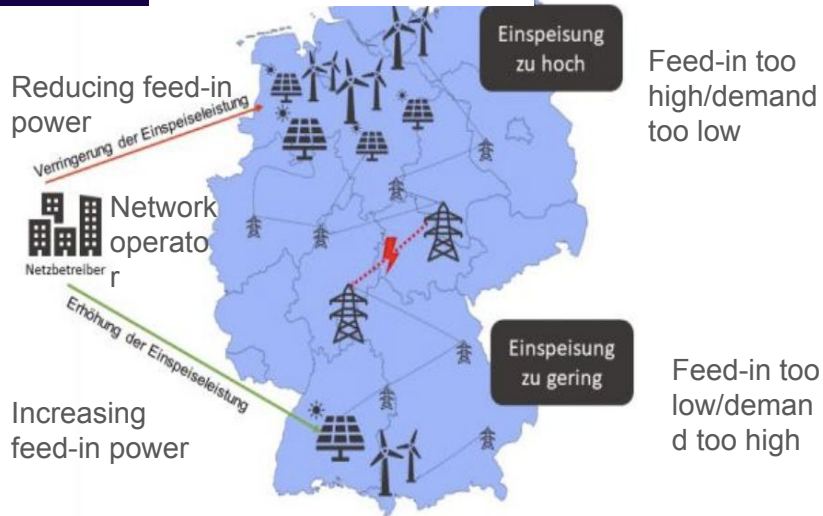 Einspeisung
zu hoch
Feed-in too
high/demand
too low
Reducing feed-in
power
Verringerung der Einspeiseleistung
Network
operato
r
Netzbetreiber
Erhöhung der Einspeiseleistung
Einspeisung
zu gering
Feed-in too
low/deman
d too high
Increasing
feed-in power